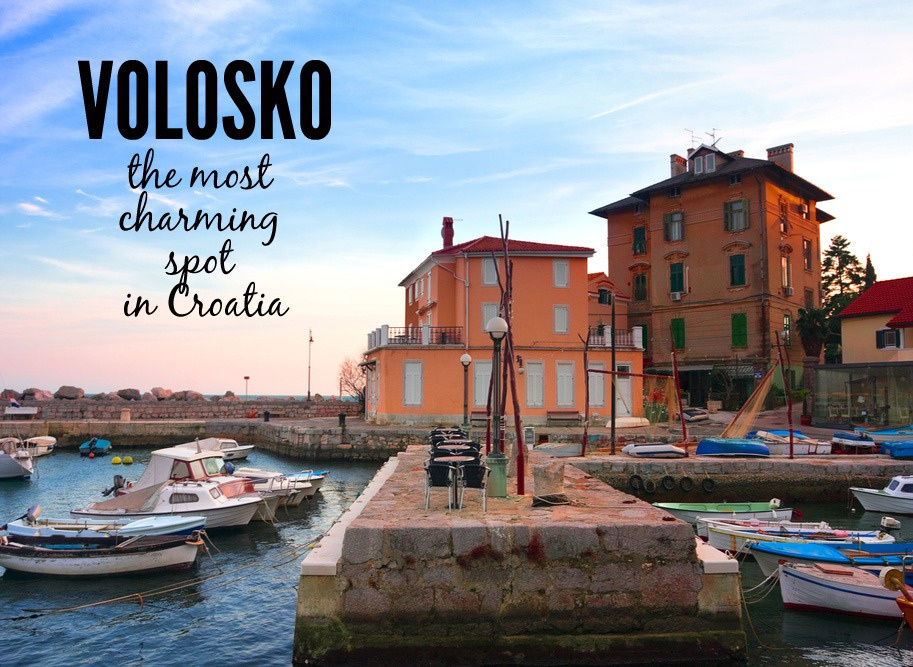 VOLOSKO
the most
charming
spot
in Croatia